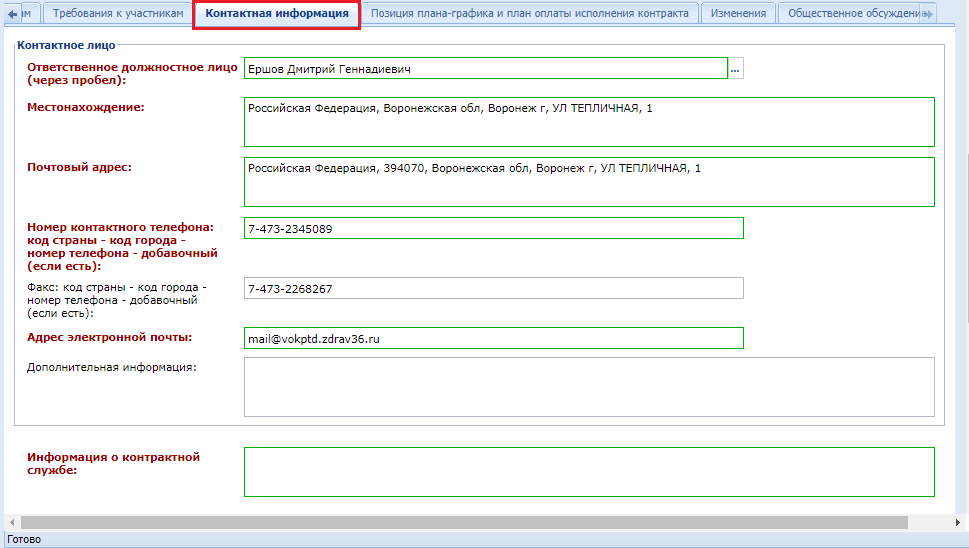 ам Требования к участникам Контактная информация Позиция плана-графика и план оплаты исполнения контракта Изменения Общественное обсуждение
Контактное лицо
Ответственное должностное лицо
(через пробел):
Ершов Дмитрий Геннадиевич ...
Местонахождение:
Российская Федерация, Воронежская обл, Воронеж г, УЛ ТЕПЛИЧНАЯ, 1
Почтовый адрес:
Российская Федерация, 394070, Воронежская обл, Воронеж г, УЛ ТЕПЛИЧНАЯ, 1
Номер контактного телефона:
код страны - код города -
номер телефона - добавочный
(если есть):
7-473-2345089
Факс: код страны - код города -
номер телефона - добавочный
(если есть):
7-473-2268267
Адрес электронной почты:
mail@vokptd.zdrav36.ru
Дополнительная информация:
Информация о контрактной
службе:
Готово